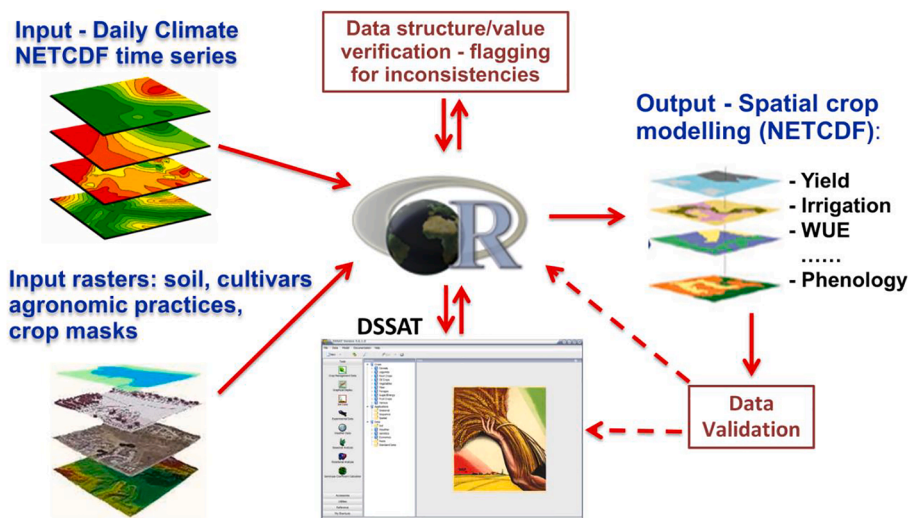 Input - Daily Climate
NETCDF time series
Data structure/value
verification - flagging
for inconsistencies
Output - Spatial crop
modelling (NETCDF):
- Yield
- Irrigation
- WUE
......
- Phenology
R
Input rasters: soil, cultivars
agronomic practices,
crop masks
DSSAT
Data
Validation